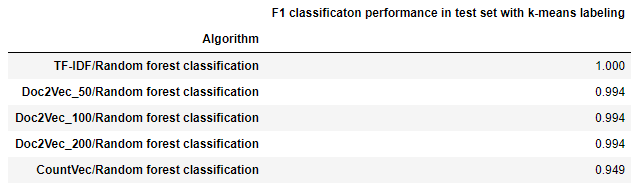 F1 classificaton performance in test set with k-means labeling
Algorithm
TF-IDF/Random forest classification 1.000
Doc2Vec_50/Random forest classification 0.994
Doc2Vec_100/Random forest classification 0.994
Doc2Vec_200/Random forest classification 0.994
CountVec/Random forest classification 0.949